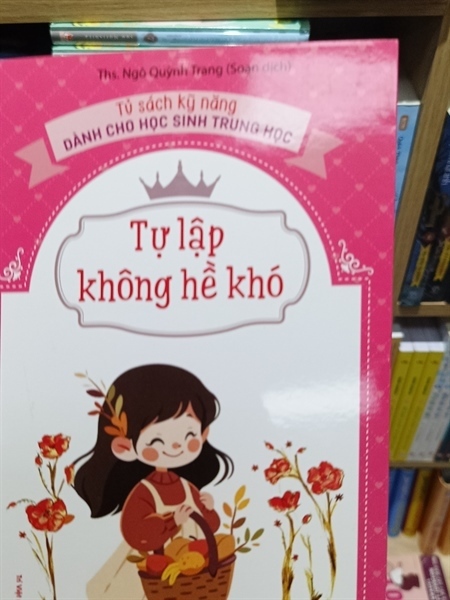 Ths. Ngô Quỳnh Trang (Soạn dịch)
Tủ sách kỹ năng
DÀNH CHO HỌC SINH TRUNG HỌC
Tự lập
không hề khó